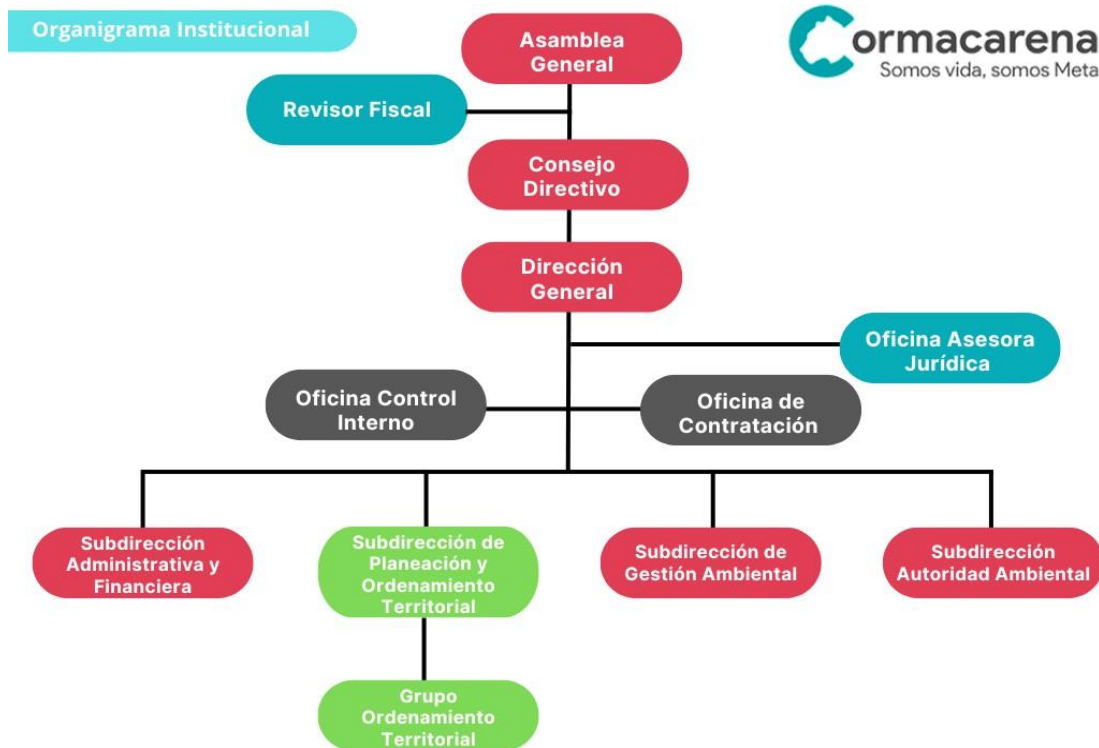 Organigrama Institucional
Asamblea
General
Cormacarena
Somos vida, somos Meta
Revisor Fiscal
Consejo
Directivo
Dirección
General
Oficina Asesora
Jurídica
Oficina Control
Interno
Oficina de
Contratación
Subdirección
Administrativa y
Financiera
Subdirección de
Planeación y
Ordenamiento
Territorial
Subdirección de
Gestión Ambiental
Subdirección
Autoridad Ambiental
Grupo
Ordenamiento
Territorial